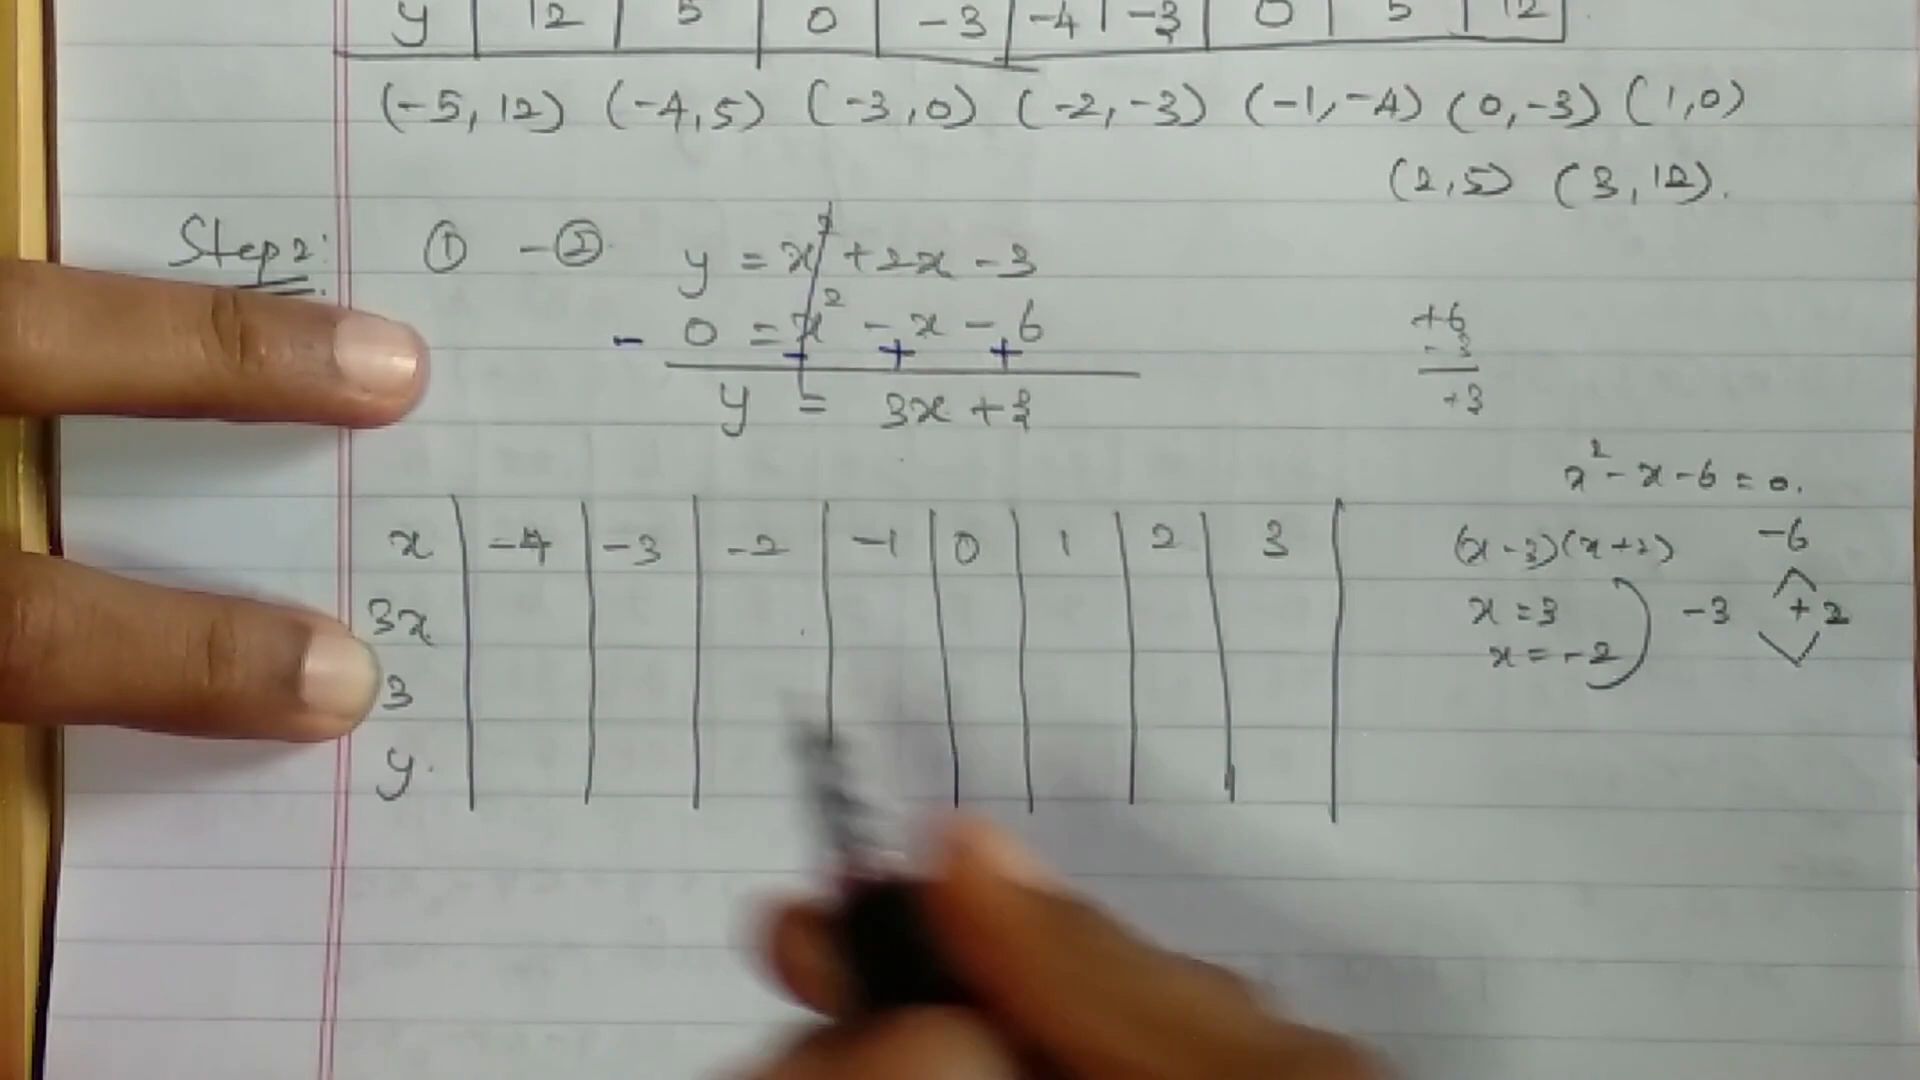 y 12 5 0 -3 -4 -3 0 5 12
(-5, 12) (-4,5) (-3,0) (-2,-3) (-1,-4) (0,-3) (1,0)
(2,5) (3,12).
Step 2: ① - ② y = x² + 2x - 3
- 0 = x² - x - 6
- + +
y = 3x + 3
+6
-3
+3
x² - x - 6 = 0.
x -4 -3 -2 -1 0 1 2 3
3x
3
y.
(x-3)(x+2) -6
x = 3 -3 +2
x = -2